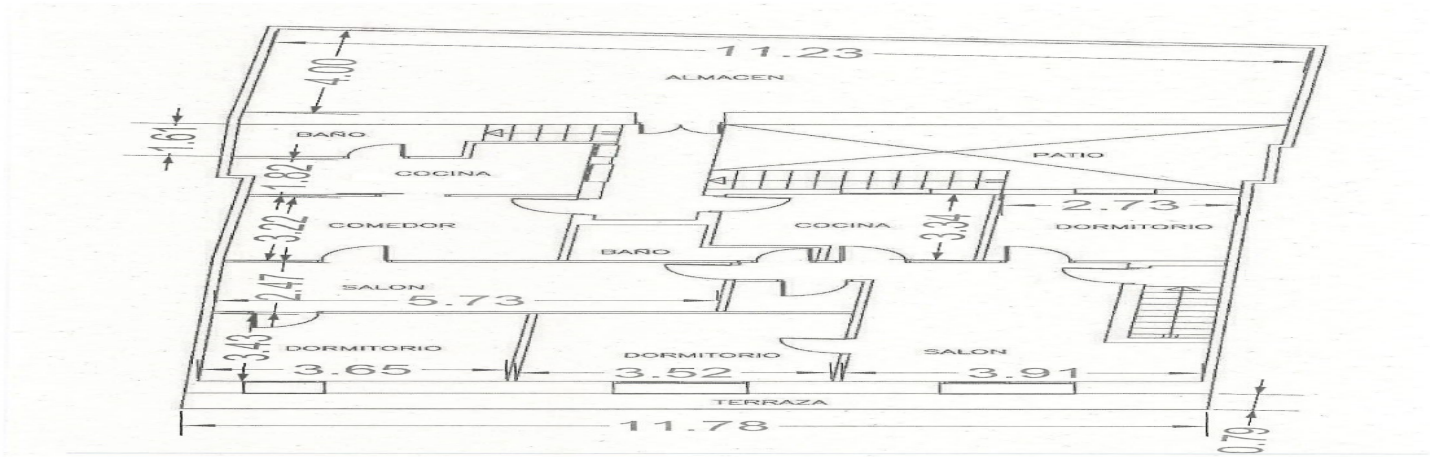 11.23
4.00
ALMACEN
1.61
BAÑO
PATIO
1.82
COCINA
2.73
COMEDOR
COCINA
DORMITORIO
3.22
3.34
BAÑO
SALON
2.47
5.73
DORMITORIO
DORMITORIO
SALON
3.43
3.65
3.52
3.91
TERRAZA
11.78
0.79